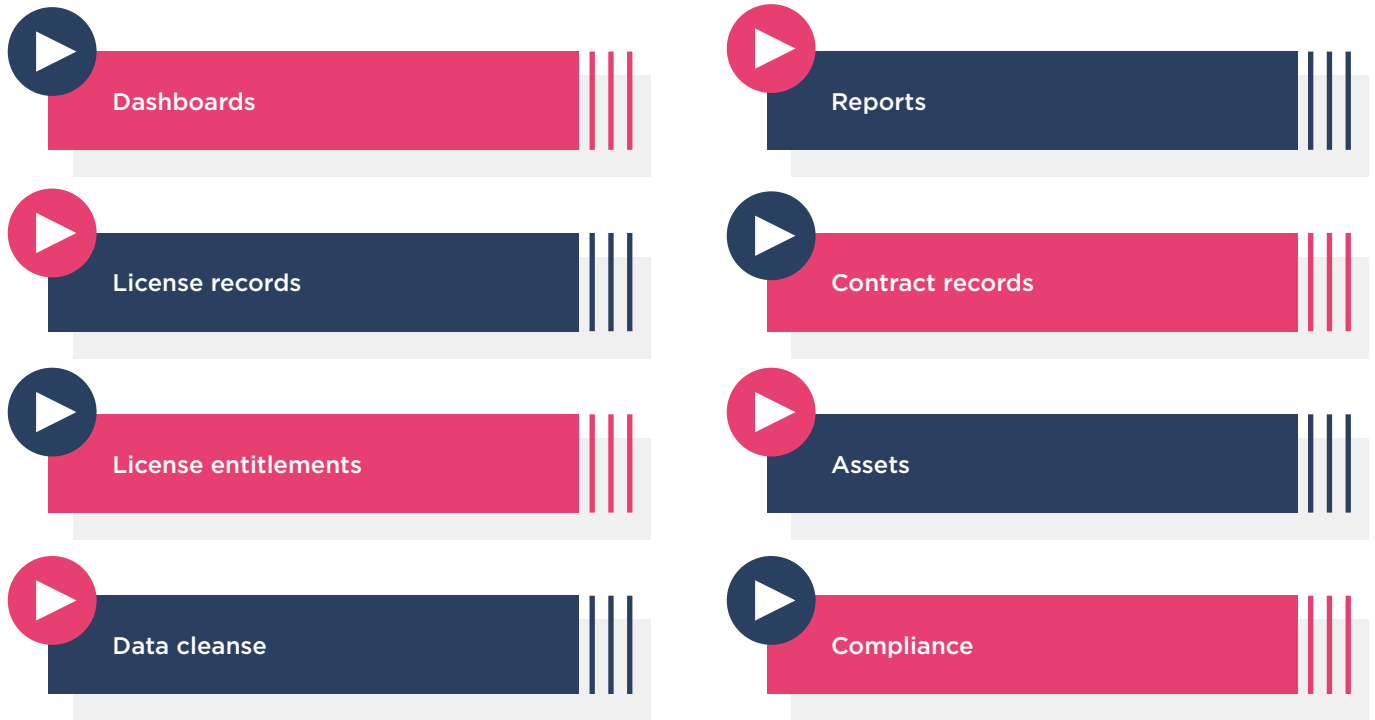 Dashboards
Reports
License records
Contract records
License entitlements
Assets
Data cleanse
Compliance